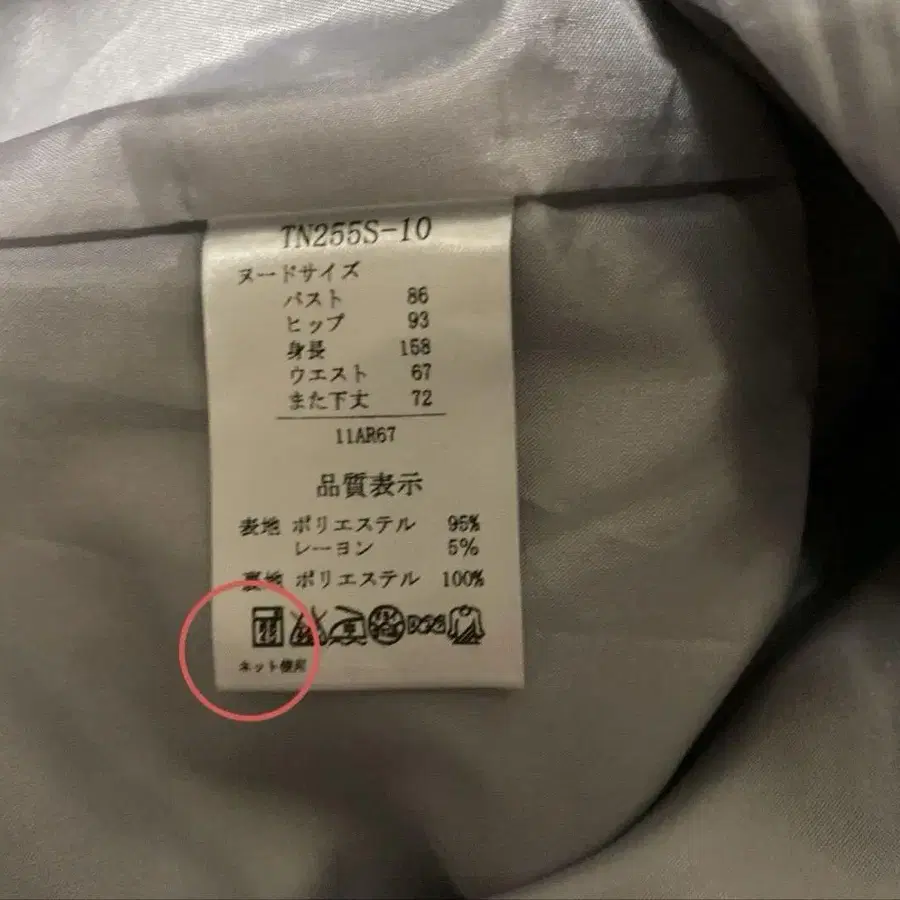 TN255S-10
ヌードサイズ
バスト 86
ヒップ 93
身長 158
ウエスト 67
また下丈 72
11AR67
品質表示
表地 ポリエステル 95%
レーヨン 5%
裏地 ポリエステル 100%
ネット使用